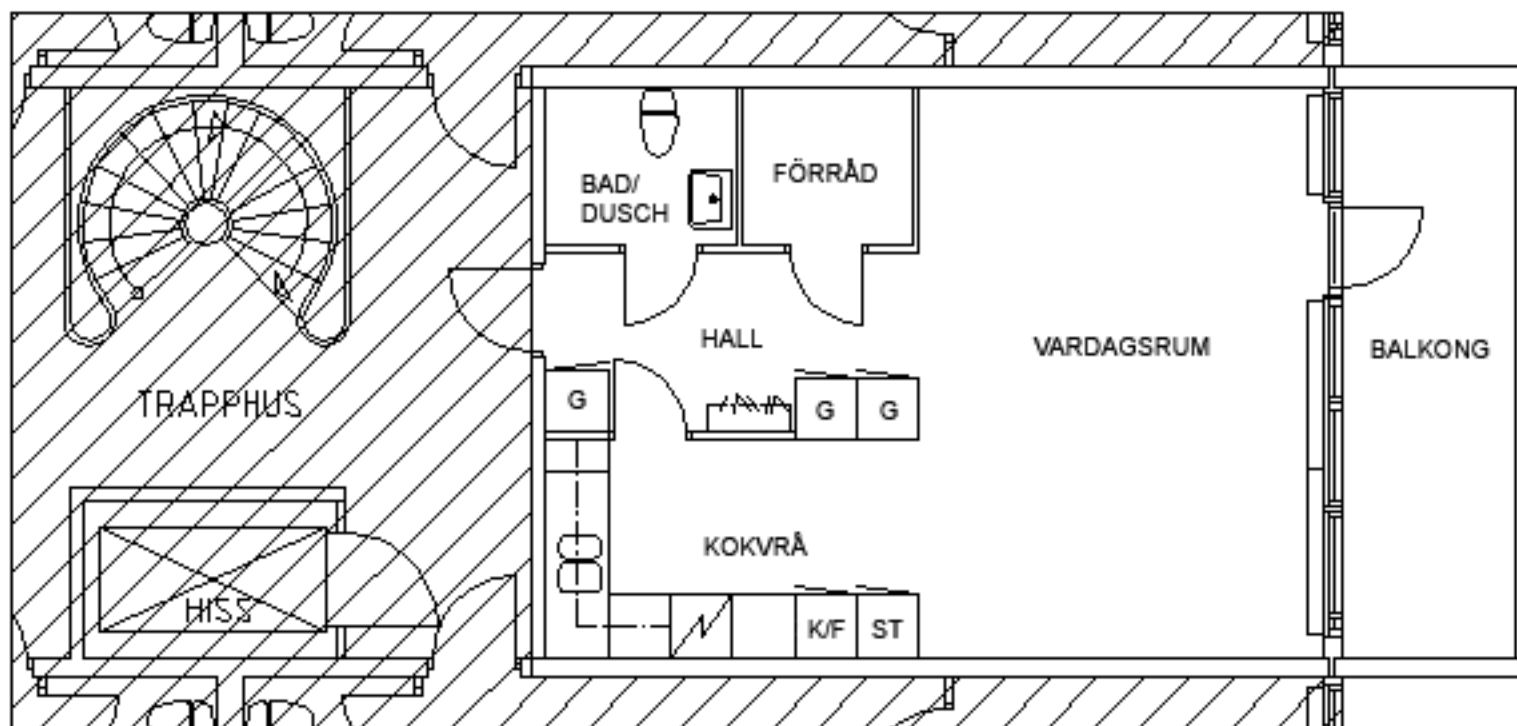 BAD/
DUSCH
FÖRRÅD
HALL
VARDAGSRUM
BALKONG
TRAPPHUS
G
G
G
KOKVRÅ
HISS
K/F
ST